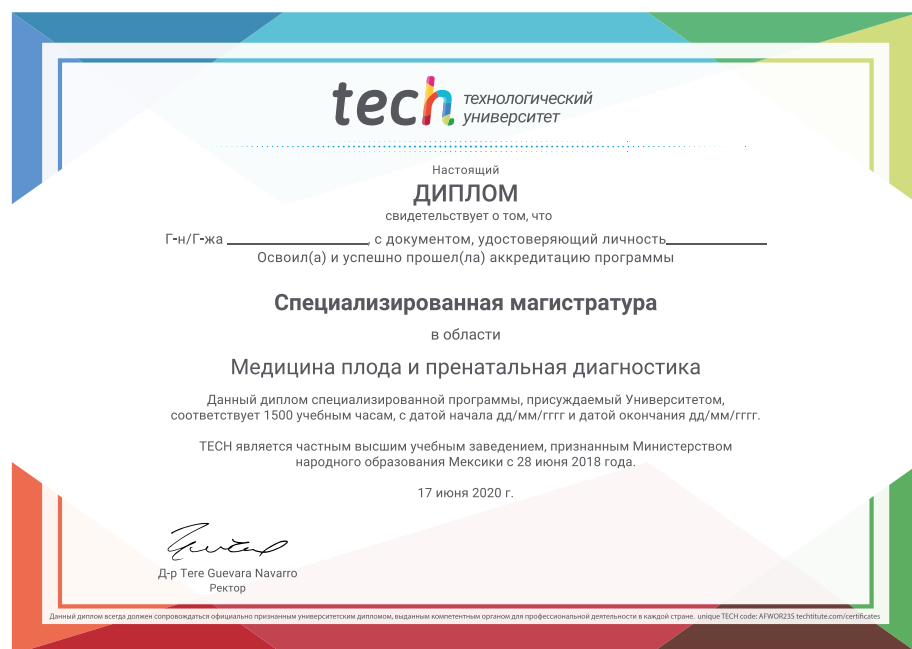 tech технологический
университет
Настоящий
ДИПЛОМ
свидетельствует о том, что
Г-н/Г-жа , с документом, удостоверяющий личность
Освоил(а) и успешно прошел(ла) аккредитацию программы
Специализированная магистратура
в области
Медицина плода и пренатальная диагностика
Данный диплом специализированной программы, присуждаемый Университетом,
соответствует 1500 учебным часам, с датой начала дд/мм/гггг и датой окончания дд/мм/гггг.
TECH является частным высшим учебным заведением, признанным Министерством
народного образования Мексики с 28 июня 2018 года.
17 июня 2020 г.
Д-р Tere Guevara Navarro
Ректор
Данный диплом всегда должен сопровождаться официально признанным университетским дипломом, выданным компетентным органом для профессиональной деятельности в каждой стране. unique TECH code: AFWOR23S techtitute.com/certificates